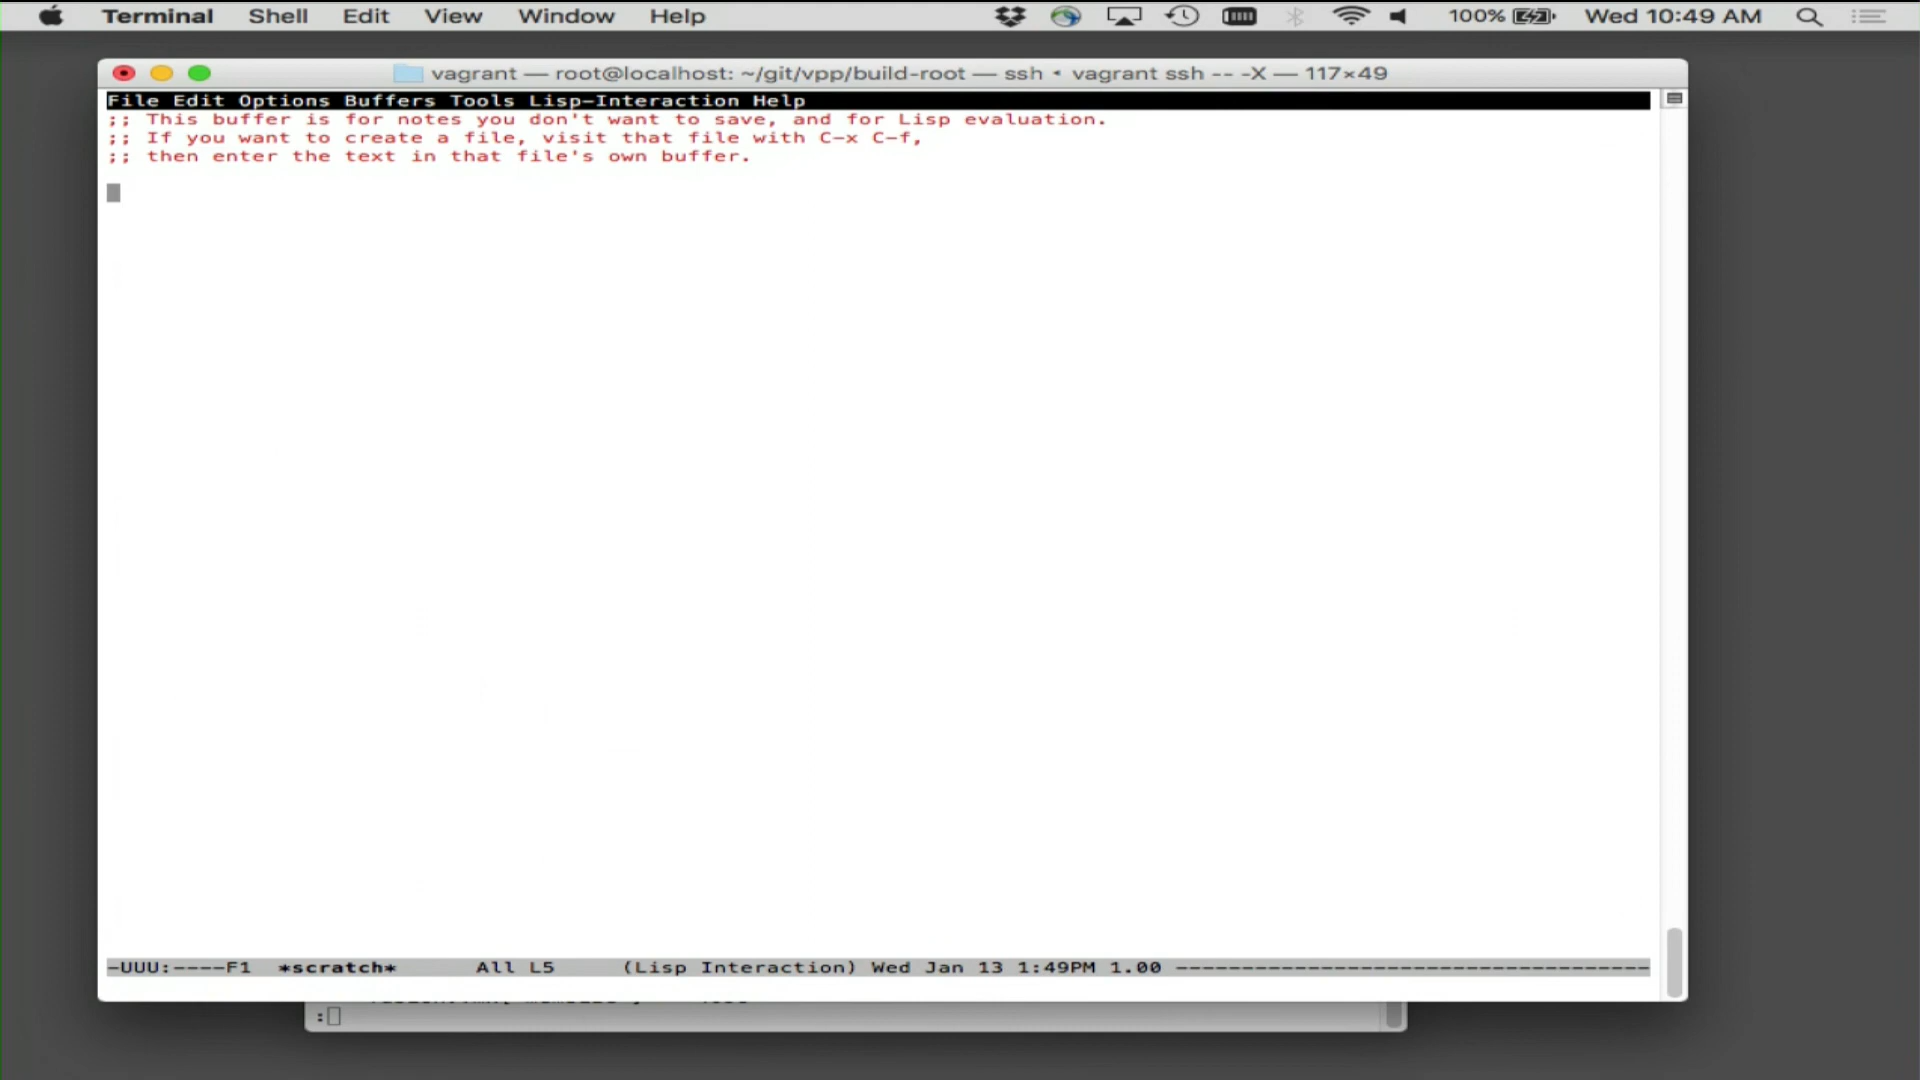 Terminal Shell Edit View Window Help 100% Wed 10:49 AM
vagrant — root@localhost: ~/git/vpp/build-root — ssh ◂ vagrant ssh -- -X — 117×49
File Edit Options Buffers Tools Lisp-Interaction Help
;; This buffer is for notes you don't want to save, and for Lisp evaluation.
;; If you want to create a file, visit that file with C-x C-f,
;; then enter the text in that file's own buffer.
-UUU:----F1 *scratch* All L5 (Lisp Interaction) Wed Jan 13 1:49PM 1.00 ------------------------------------
: